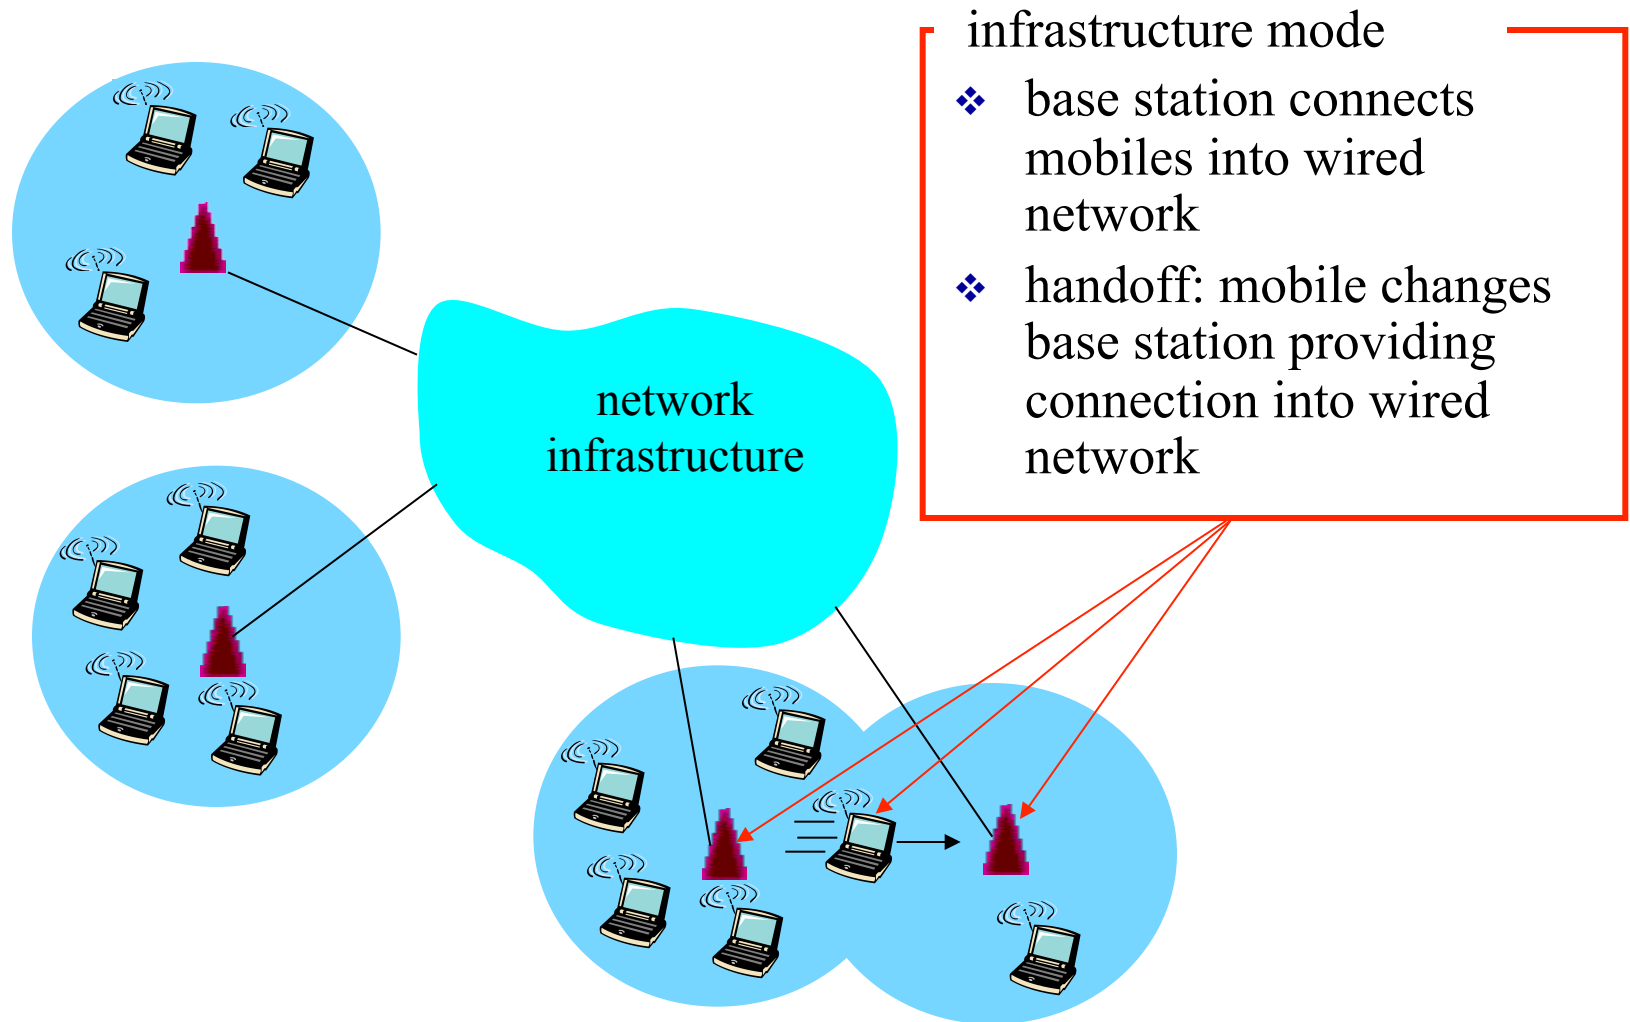 infrastructure mode
❖ base station connects
mobiles into wired
network
❖ handoff: mobile changes
base station providing
connection into wired
network
network
infrastructure